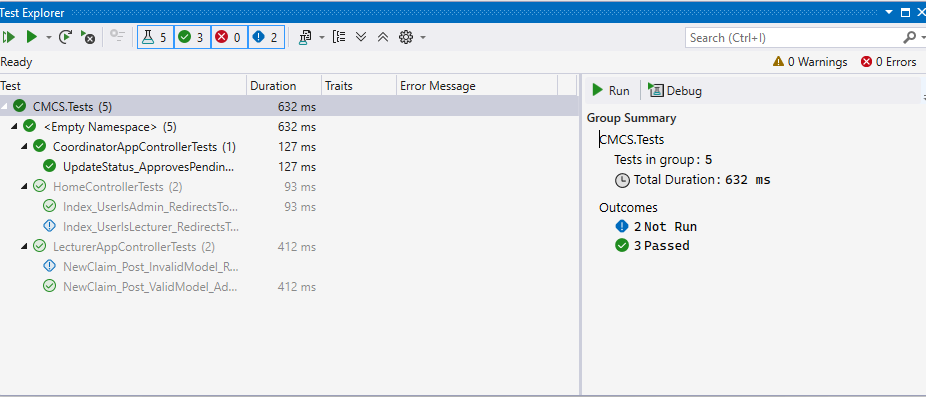 Test Explorer
5 3 0 2 Search (Ctrl+I)
Ready 0 Warnings 0 Errors
Test Duration Traits Error Message
CMCS.Tests (5) 632 ms
<Empty Namespace> (5) 632 ms
CoordinatorAppControllerTests (1) 127 ms
UpdateStatus_ApprovesPendin... 127 ms
HomeControllerTests (2) 93 ms
Index_UserIsAdmin_RedirectsTo... 93 ms
Index_UserIsLecturer_RedirectsT...
LecturerAppControllerTests (2) 412 ms
NewClaim_Post_InvalidModel_R...
NewClaim_Post_ValidModel_Ad... 412 ms
Run Debug
Group Summary
CMCS.Tests
Tests in group: 5
Total Duration: 632 ms
Outcomes
2 Not Run
3 Passed